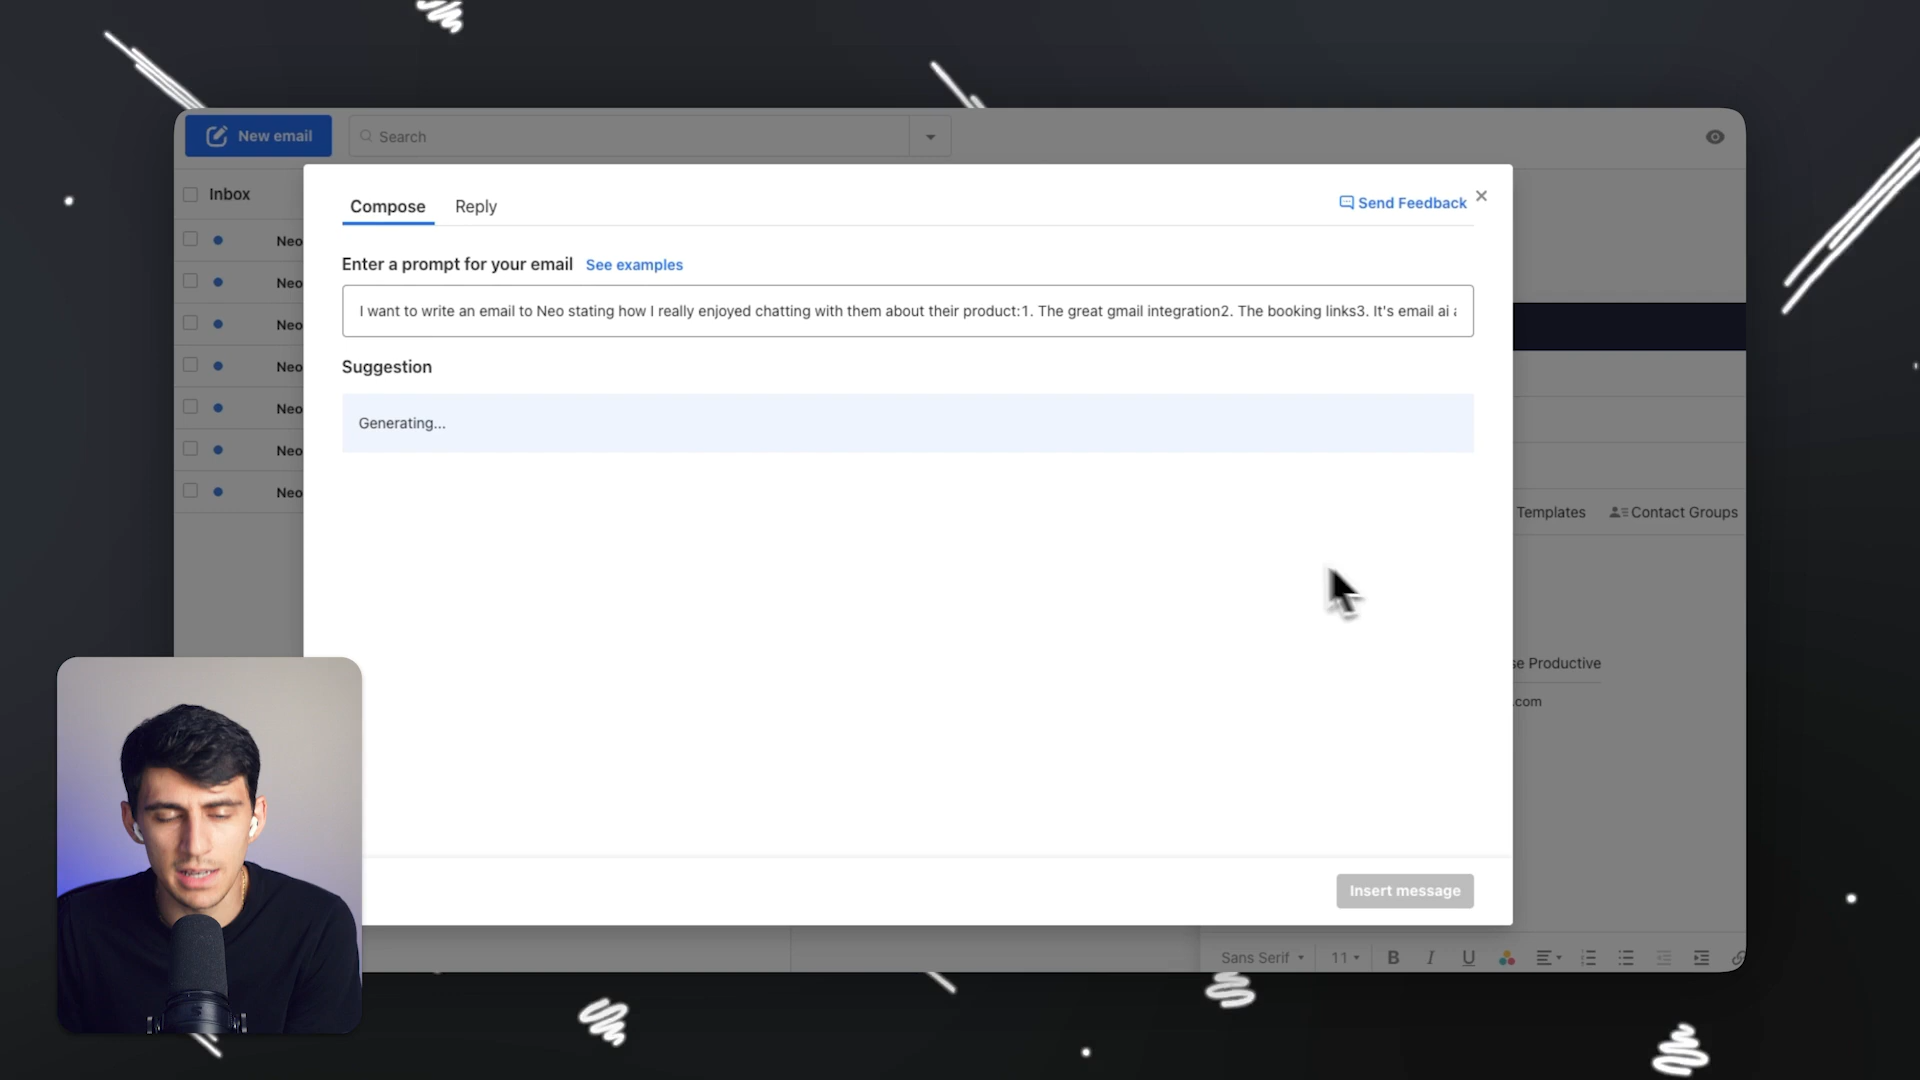 New email
Search
Inbox
Neo
Neo
Neo
Neo
Neo
Neo
Neo
Compose
Reply
Send Feedback
Enter a prompt for your email See examples
I want to write an email to Neo stating how I really enjoyed chatting with them about their product:1. The great gmail integration2. The booking links3. It's email ai
Suggestion
Generating...
Templates
Contact Groups
se Productive
.com
Insert message
Sans Serif
11
B I U